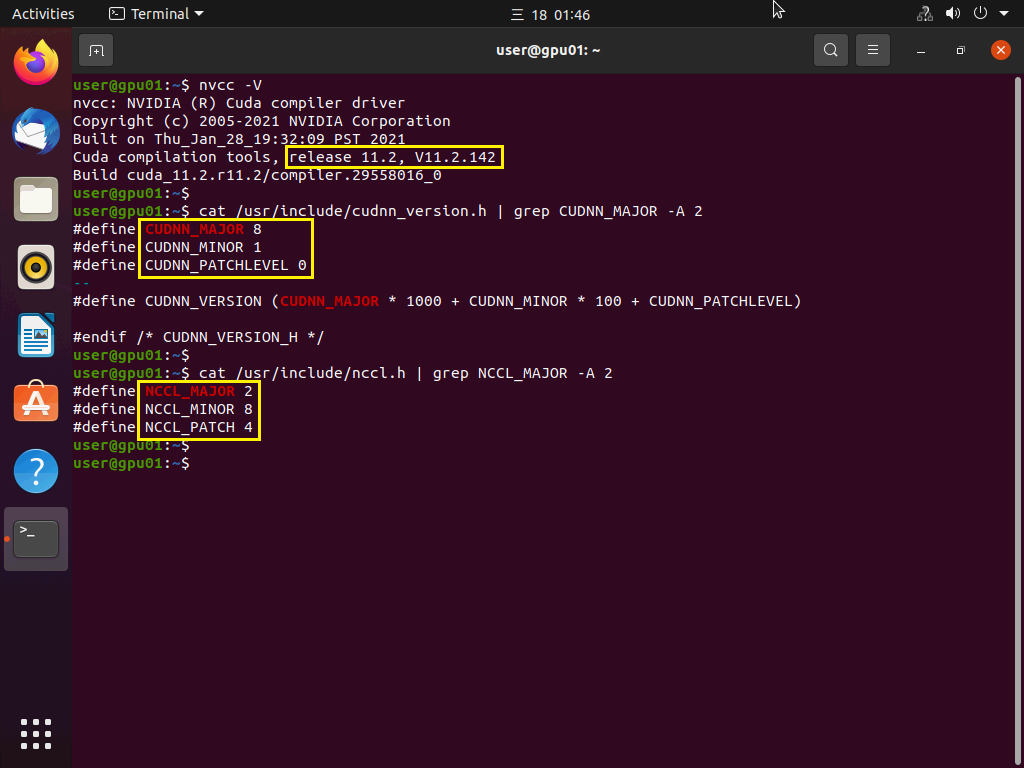 Activities Terminal 三 18 01:46
user@gpu01: ~
user@gpu01:~$ nvcc -V
nvcc: NVIDIA (R) Cuda compiler driver
Copyright (c) 2005-2021 NVIDIA Corporation
Built on Thu_Jan_28_19:32:09_PST_2021
Cuda compilation tools, release 11.2, V11.2.142
Build cuda_11.2.r11.2/compiler.29558016_0
user@gpu01:~$
user@gpu01:~$ cat /usr/include/cudnn_version.h | grep CUDNN_MAJOR -A 2
#define CUDNN_MAJOR 8
#define CUDNN_MINOR 1
#define CUDNN_PATCHLEVEL 0
--
#define CUDNN_VERSION (CUDNN_MAJOR * 1000 + CUDNN_MINOR * 100 + CUDNN_PATCHLEVEL)
#endif /* CUDNN_VERSION_H */
user@gpu01:~$
user@gpu01:~$ cat /usr/include/nccl.h | grep NCCL_MAJOR -A 2
#define NCCL_MAJOR 2
#define NCCL_MINOR 8
#define NCCL_PATCH 4
user@gpu01:~$
user@gpu01:~$